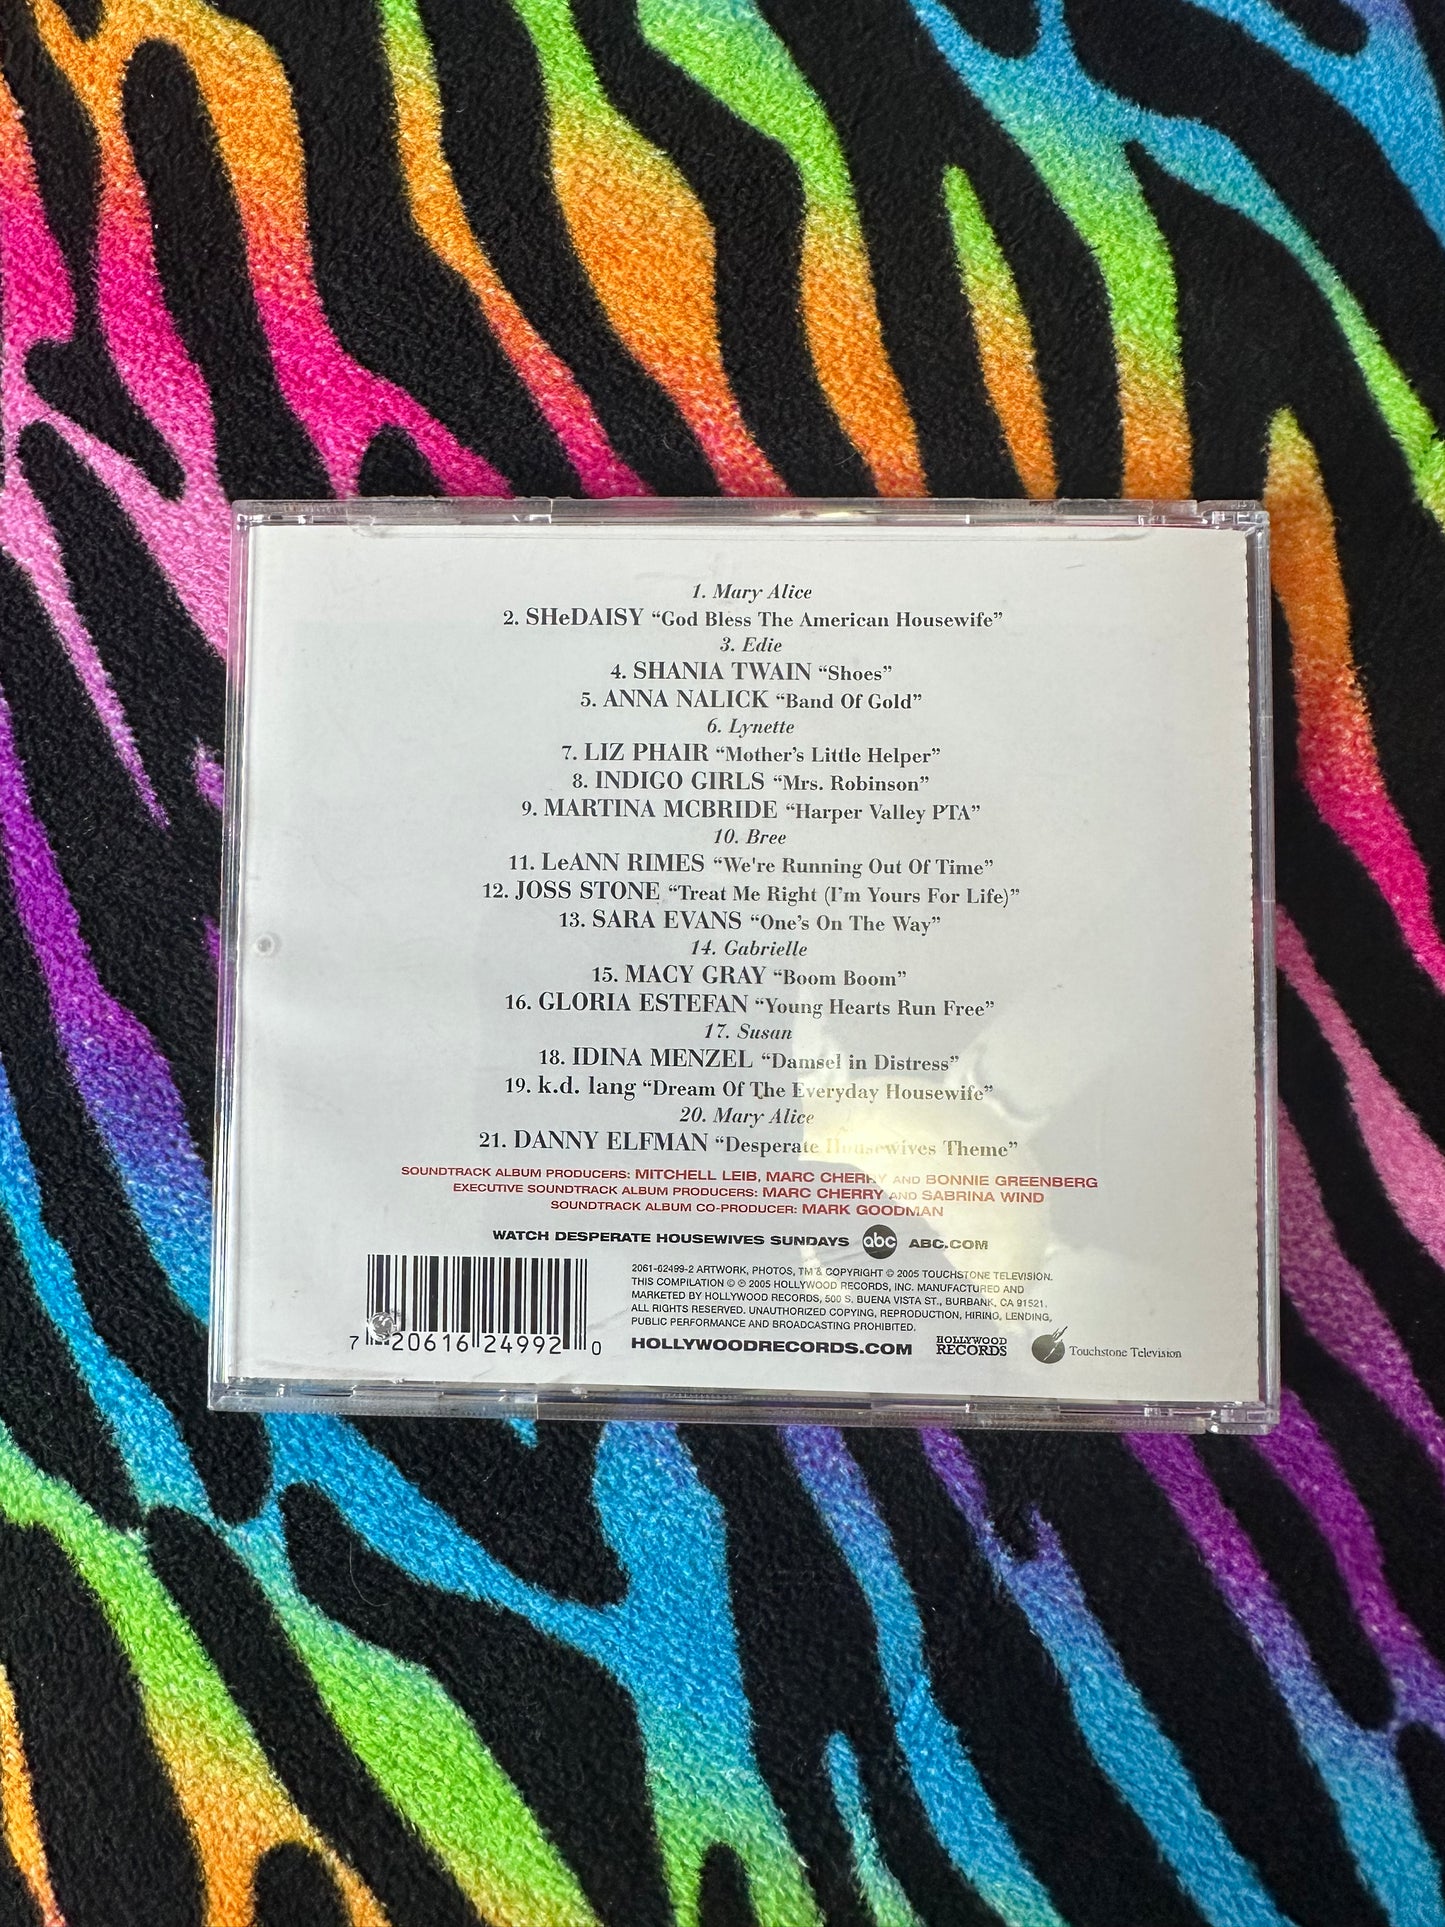 1. Mary Alice
2. SHeDAISY “God Bless The American Housewife”
3. Edie
4. SHANIA TWAIN “Shoes”
5. ANNA NALICK “Band Of Gold”
6. Lynette
7. LIZ PHAIR “Mother’s Little Helper”
8. INDIGO GIRLS “Mrs. Robinson”
9. MARTINA MCBRIDE “Harper Valley PTA”
10. Bree
11. LeANN RIMES “We're Running Out Of Time”
12. JOSS STONE “Treat Me Right (I’m Yours For Life)”
13. SARA EVANS “One’s On The Way”
14. Gabrielle
15. MACY GRAY “Boom Boom”
16. GLORIA ESTEFAN “Young Hearts Run Free”
17. Susan
18. IDINA MENZEL “Damsel in Distress”
19. k.d. lang “Dream Of The Everyday Housewife”
20. Mary Alice
21. DANNY ELFMAN “Desperate Housewives Theme”
SOUNDTRACK ALBUM PRODUCERS: MITCHELL LEIB, MARC CHERRY AND BONNIE GREENBERG
EXECUTIVE SOUNDTRACK ALBUM PRODUCERS: MARC CHERRY AND SABRINA WIND
SOUNDTRACK ALBUM CO-PRODUCER: MARK GOODMAN
WATCH DESPERATE HOUSEWIVES SUNDAYS abc ABC.COM
2061-62499-2 ARTWORK, PHOTOS, TM & COPYRIGHT © 2005 TOUCHSTONE TELEVISION.
THIS COMPILATION © ℗ 2005 HOLLYWOOD RECORDS, INC. MANUFACTURED AND
MARKETED BY HOLLYWOOD RECORDS, 500 S. BUENA VISTA ST., BURBANK, CA 91521.
ALL RIGHTS RESERVED. UNAUTHORIZED COPYING, REPRODUCTION, HIRING, LENDING,
PUBLIC PERFORMANCE AND BROADCASTING PROHIBITED.
HOLLYWOODRECORDS.COM
HOLLYWOOD
RECORDS
Touchstone Television
7 20616 24992 0